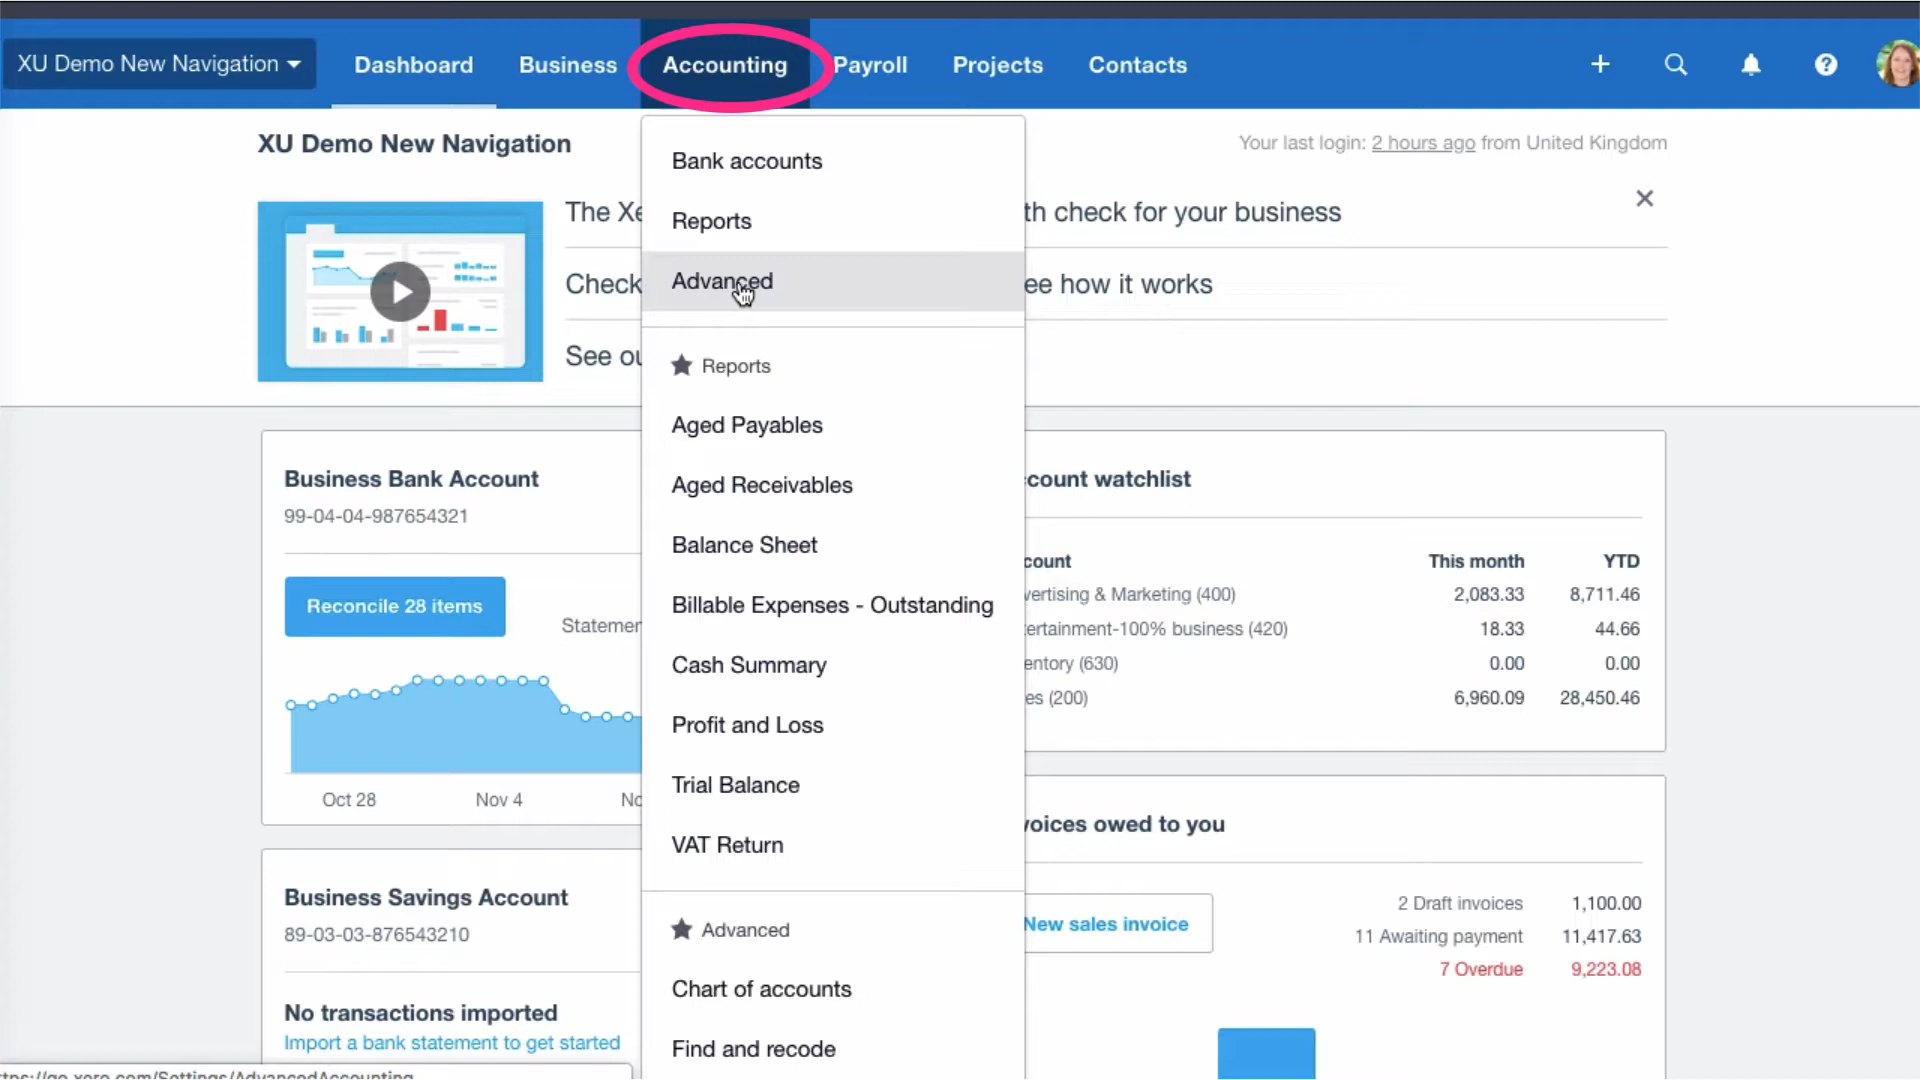 XU Demo New Navigation
Dashboard
Business
Accounting
Payroll
Projects
Contacts
XU Demo New Navigation
Your last login: 2 hours ago from United Kingdom
Bank accounts
Reports
Advanced
The Xe
th check for your business
Check
ee how it works
See ou
Reports
Aged Payables
Aged Receivables
Balance Sheet
Billable Expenses - Outstanding
Cash Summary
Profit and Loss
Trial Balance
VAT Return
Advanced
Chart of accounts
Find and recode
Business Bank Account
99-04-04-987654321
Reconcile 28 items
Statemen
Oct 28
Nov 4
No
Business Savings Account
89-03-03-876543210
No transactions imported
Import a bank statement to get started
count watchlist
count This month YTD
vertising & Marketing (400) 2,083.33 8,711.46
tertainment-100% business (420) 18.33 44.66
entory (630) 0.00 0.00
es (200) 6,960.09 28,450.46
voices owed to you
New sales invoice
2 Draft invoices 1,100.00
11 Awaiting payment 11,417.63
7 Overdue 9,223.08
ttps://go.xero.com/Settings/AdvancedAccounting